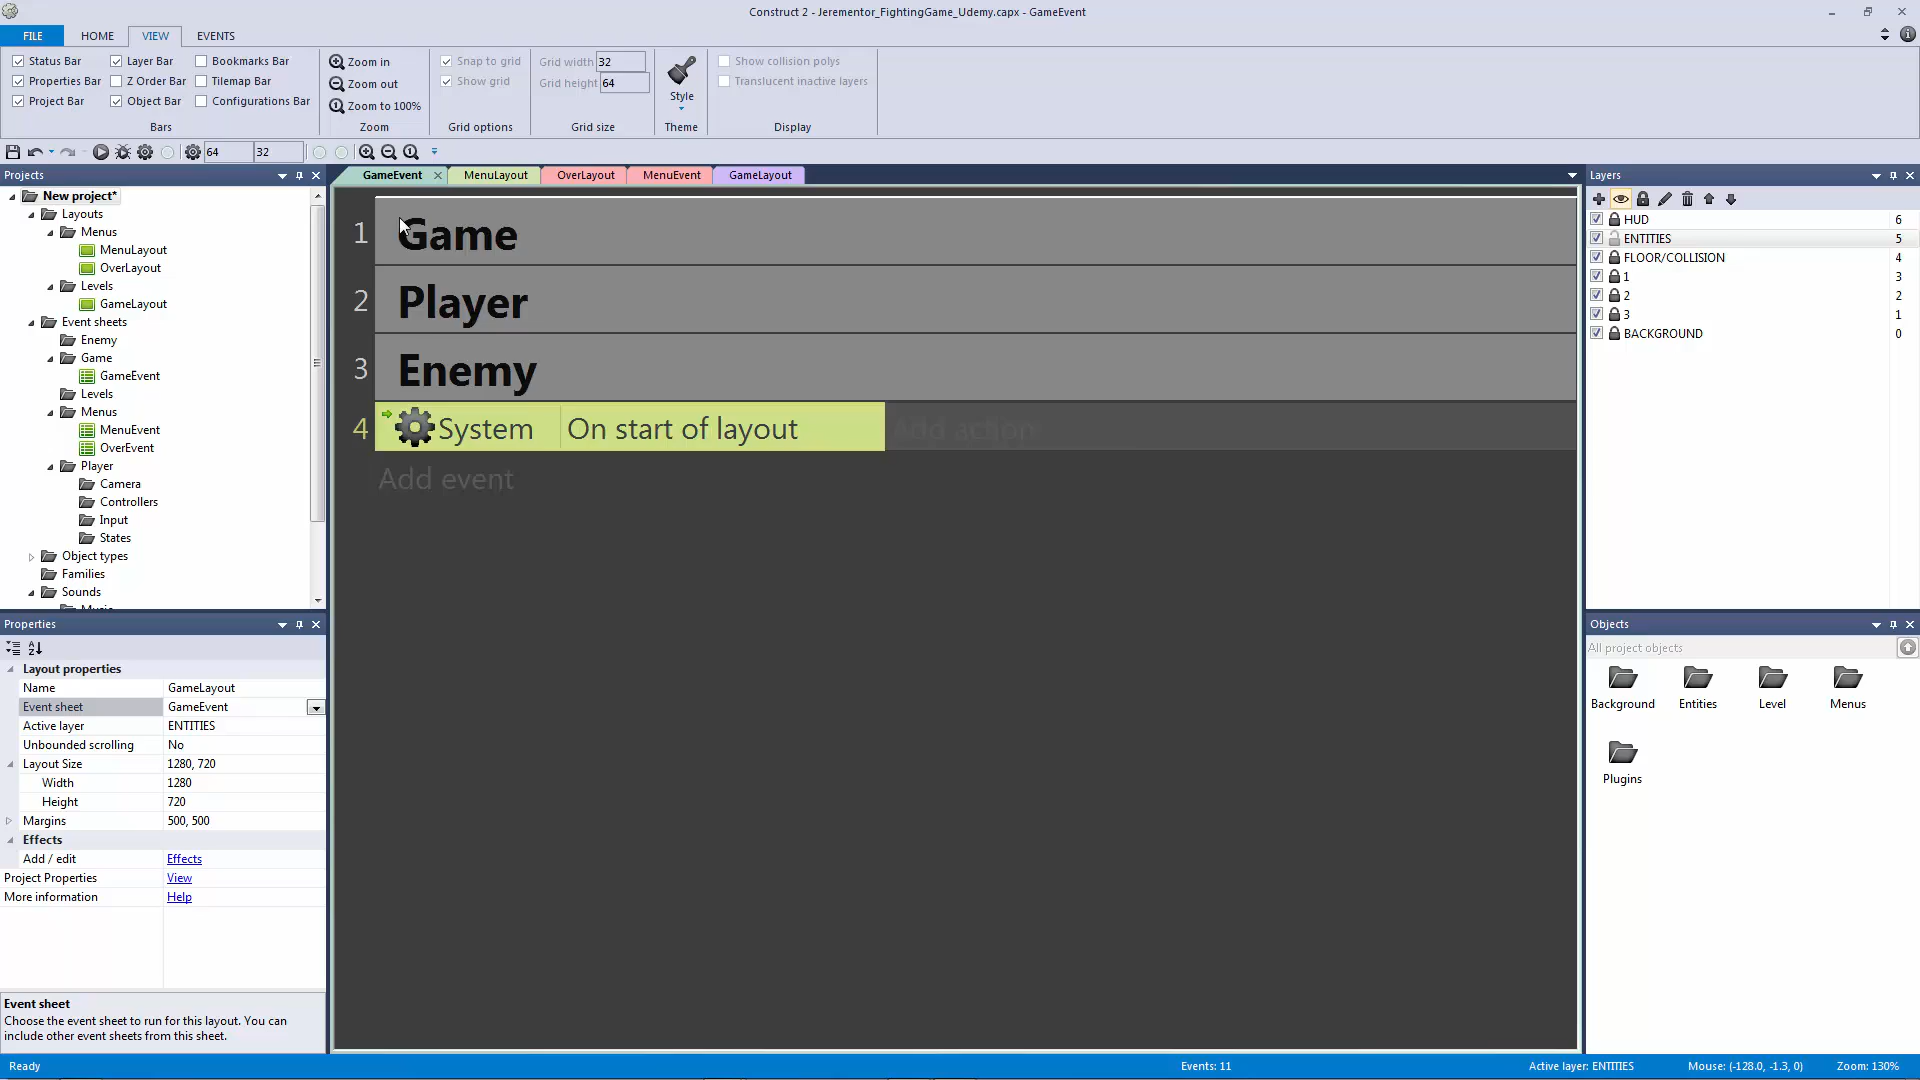 Construct 2 - Jerementor_FightingGame_Udemy.capx - GameEvent
FILE HOME VIEW EVENTS
Status Bar Layer Bar Bookmarks Bar
Properties Bar Z Order Bar Tilemap Bar
Project Bar Object Bar Configurations Bar
Bars
Zoom in
Zoom out
Zoom to 100%
Zoom
Snap to grid
Show grid
Grid options
Grid width 32
Grid height 64
Grid size
Style
Theme
Show collision polys
Translucent inactive layers
Display
64 32
Projects
New project*
Layouts
Menus
MenuLayout
OverLayout
Levels
GameLayout
Event sheets
Enemy
Game
GameEvent
Levels
Menus
MenuEvent
OverEvent
Player
Camera
Controllers
Input
States
Object types
Families
Sounds
Music
Properties
Layout properties
Name GameLayout
Event sheet GameEvent
Active layer ENTITIES
Unbounded scrolling No
Layout Size 1280, 720
Width 1280
Height 720
Margins 500, 500
Effects
Add / edit Effects
Project Properties View
More information Help
Event sheet
Choose the event sheet to run for this layout. You can
include other event sheets from this sheet.
GameEvent MenuLayout OverLayout MenuEvent GameLayout
1 Game
2 Player
3 Enemy
4 System On start of layout Add action
Add event
Layers
HUD 6
ENTITIES 5
FLOOR/COLLISION 4
1 3
2 2
3 1
BACKGROUND 0
Objects
All project objects
Background Entities Level Menus
Plugins
Ready Events: 11 Active layer: ENTITIES Mouse: (-128.0, -1.3, 0) Zoom: 130%